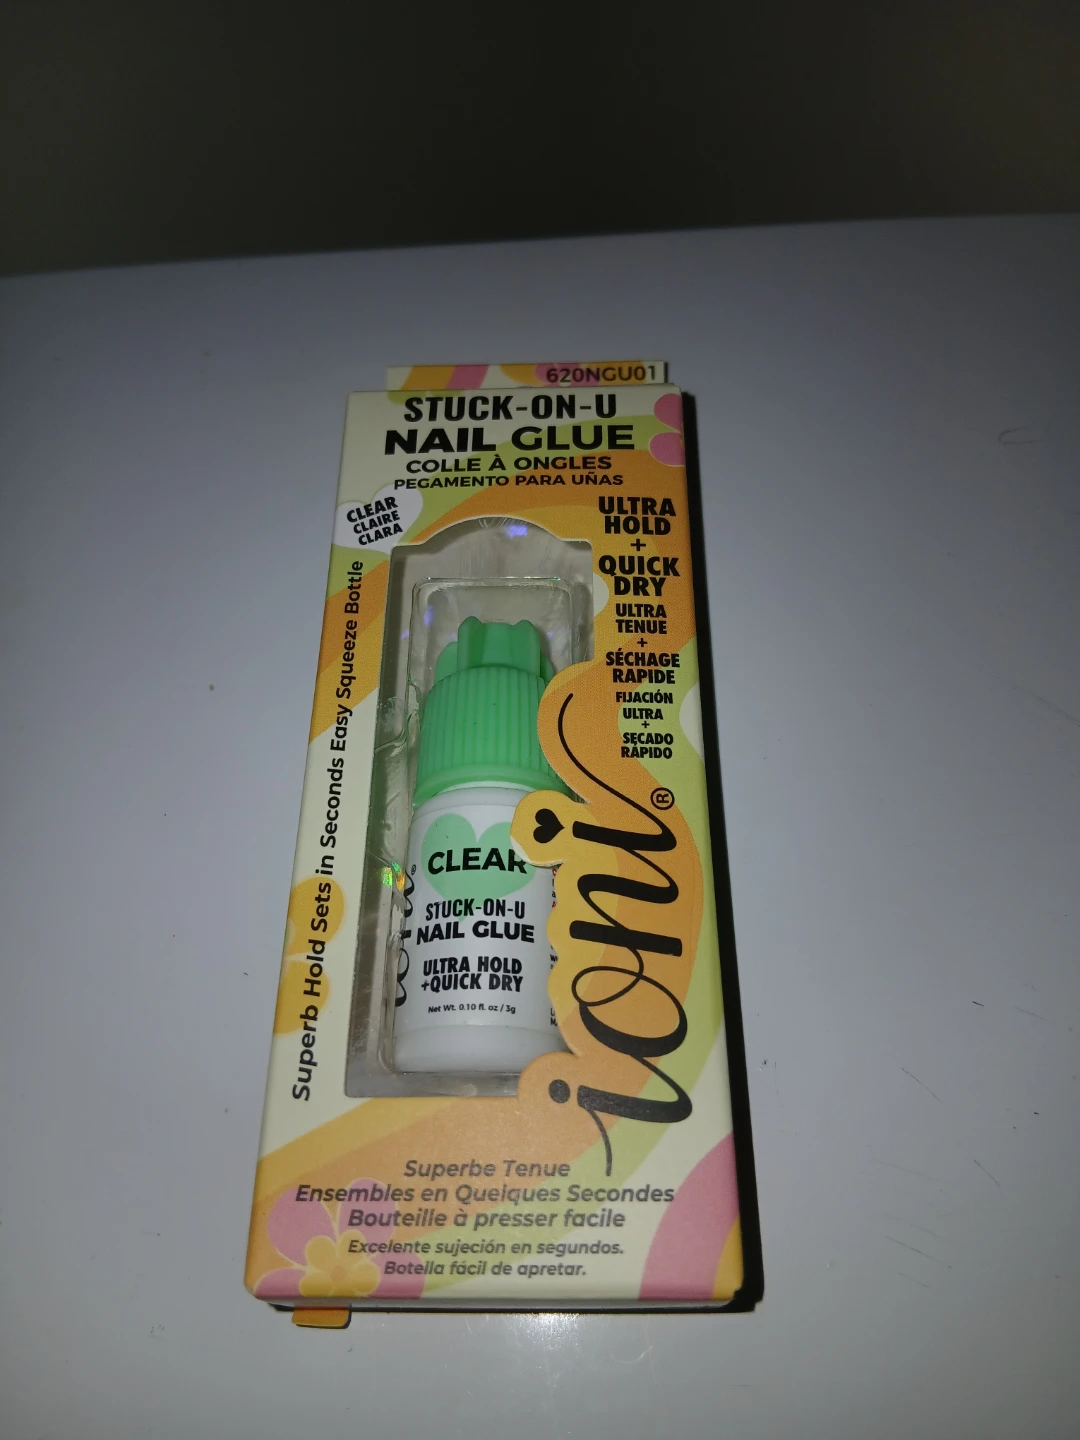 620NGU01
STUCK-ON-U
NAIL GLUE
COLLE À ONGLES
PEGAMENTO PARA UÑAS
CLEAR
CLAIRE
CLARA
ULTRA
HOLD
+
QUICK
DRY
ULTRA
TENUE
+
SÉCHAGE
RAPIDE
FIJACIÓN
ULTRA
+
SECADO
RÁPIDO
Superb Hold Sets in Seconds Easy Squeeze Bottle
ioni®
CLEAR
STUCK-ON-U
NAIL GLUE
ULTRA HOLD
+QUICK DRY
Net Wt. 0.10 fl. oz / 3g
Superbe Tenue
Ensembles en Quelques Secondes
Bouteille à presser facile
Excelente sujeción en segundos.
Botella fácil de apretar.